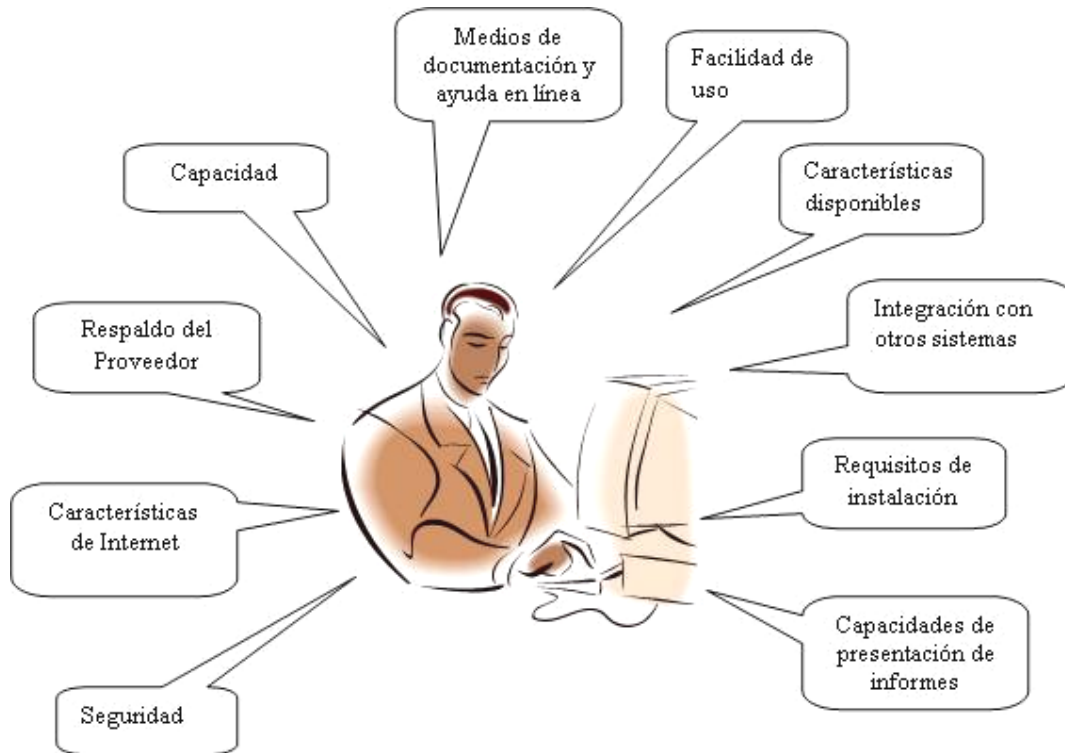 Medios de
documentación y
ayuda en línea
Facilidad de
uso
Capacidad
Características
disponibles
Respaldo del
Proveedor
Integración con
otros sistemas
Características
de Internet
Requisitos de
instalación
Seguridad
Capacidades de
presentación de
informes